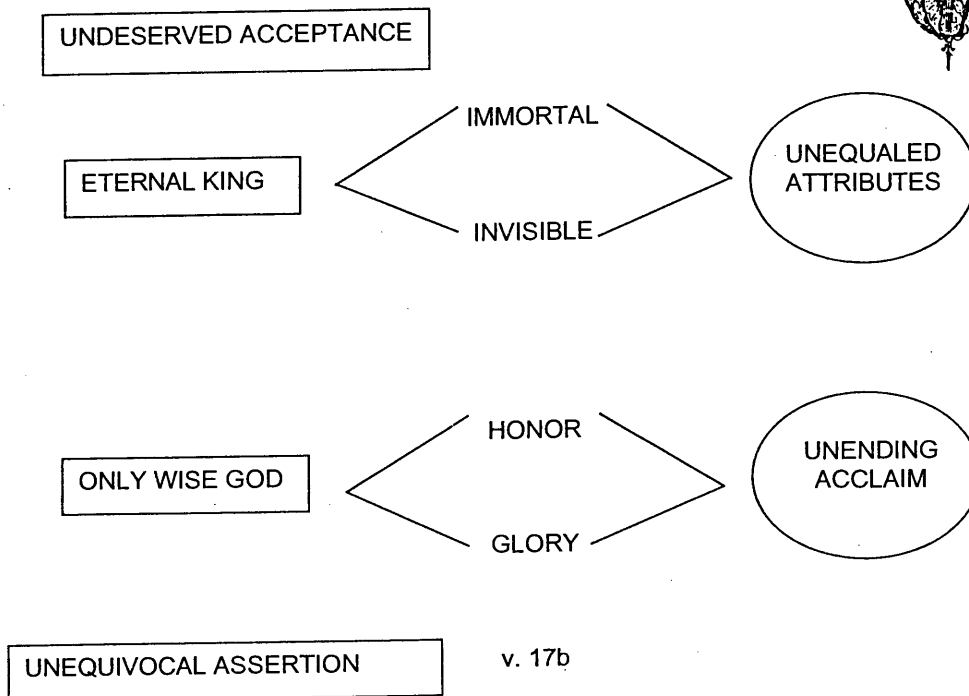 UNDESERVED ACCEPTANCE
IMMORTAL
ETERNAL KING
INVISIBLE
UNEQUALED
ATTRIBUTES
HONOR
ONLY WISE GOD
GLORY
UNENDING
ACCLAIM
UNEQUIVOCAL ASSERTION
v. 17b